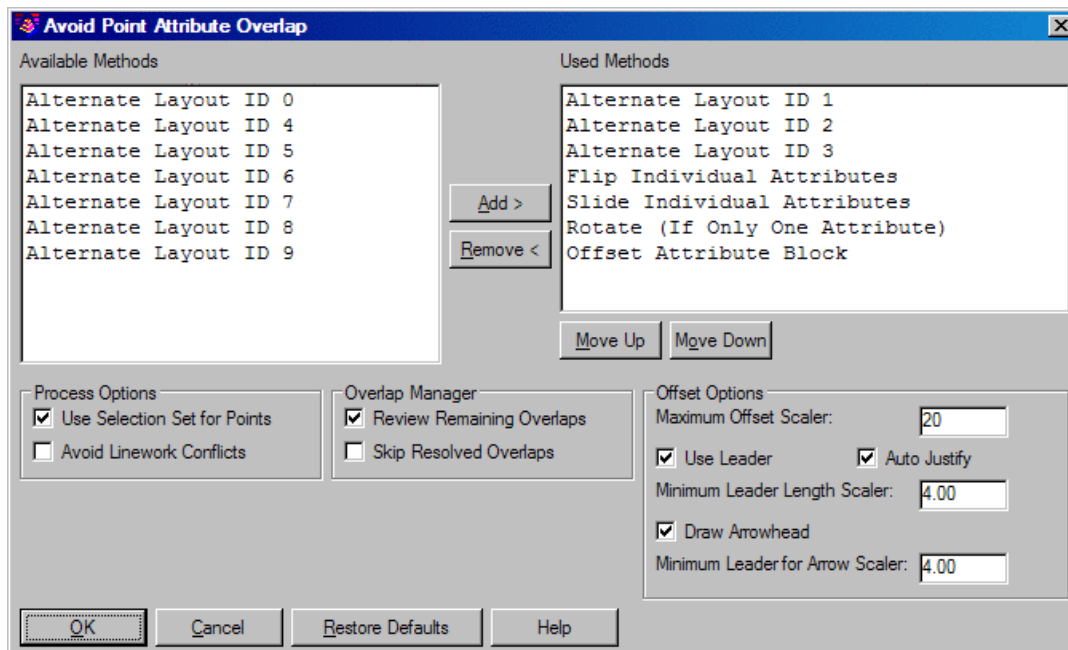 Avoid Point Attribute Overlap
Available Methods
Alternate Layout ID 0
Alternate Layout ID 4
Alternate Layout ID 5
Alternate Layout ID 6
Alternate Layout ID 7
Alternate Layout ID 8
Alternate Layout ID 9
Add >
Remove <
Used Methods
Alternate Layout ID 1
Alternate Layout ID 2
Alternate Layout ID 3
Flip Individual Attributes
Slide Individual Attributes
Rotate (If Only One Attribute)
Offset Attribute Block
Move Up Move Down
Process Options
Use Selection Set for Points
Avoid Linework Conflicts
Overlap Manager
Review Remaining Overlaps
Skip Resolved Overlaps
Offset Options
Maximum Offset Scaler: 20
Use Leader Auto Justify
Minimum Leader Length Scaler: 4.00
Draw Arrowhead
Minimum Leader for Arrow Scaler: 4.00
OK Cancel Restore Defaults Help